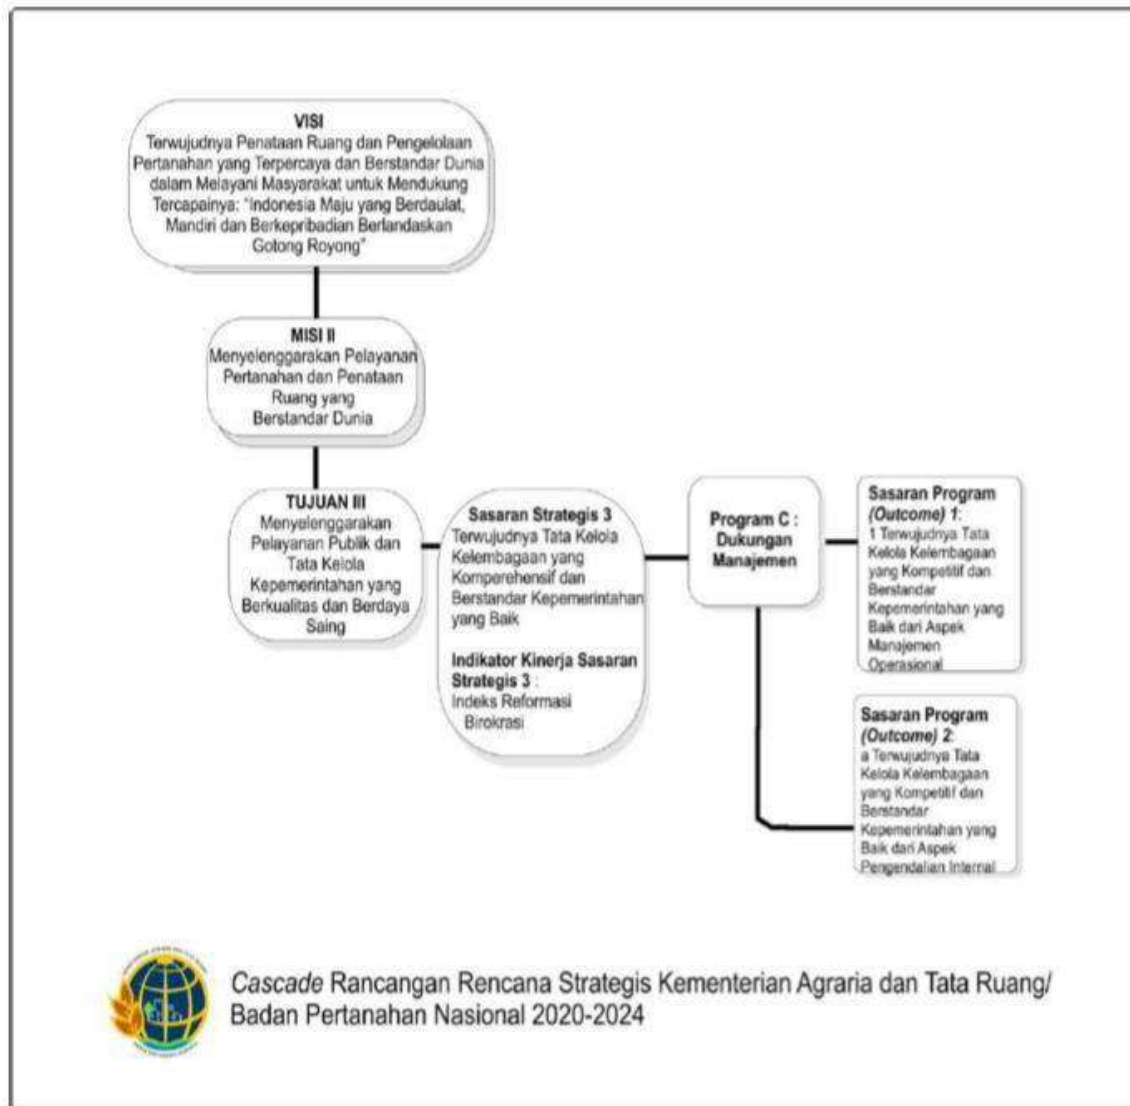 VISI
Terwujudnya Penataan Ruang dan Pengelolaan
Pertanahan yang Terpercaya dan Berstandar Dunia
dalam Melayani Masyarakat untuk Mendukung
Tercapainya: "Indonesia Maju yang Berdaulat,
Mandiri dan Berkepribadian Berlandaskan
Gotong Royong"
MISI II
Menyelenggarakan Pelayanan
Pertanahan dan Penataan
Ruang yang
Berstandar Dunia
TUJUAN III
Menyelenggarakan
Pelayanan Publik dan
Tata Kelola
Kepemerintahan yang
Berkualitas dan Berdaya
Saing
Sasaran Strategis 3
Terwujudnya Tata Kelola
Kelembagaan yang
Komperehensif dan
Berstandar Kepemerintahan
yang Baik
Indikator Kinerja Sasaran
Strategis 3 :
Indeks Reformasi
Birokrasi
Program C :
Dukungan
Manajemen
Sasaran Program
(Outcome) 1:
1 Terwujudnya Tata
Kelola Kelembagaan
yang Kompetitif dan
Berstandar
Kepemerintahan yang
Baik dari Aspek
Manajemen
Operasional
Sasaran Program
(Outcome) 2:
a Terwujudnya Tata
Kelola Kelembagaan
yang Kompetitif dan
Berstandar
Kepemerintahan yang
Baik dari Aspek
Pengendalian Internal
Cascade Rancangan Rencana Strategis Kementerian Agraria dan Tata Ruang/
Badan Pertanahan Nasional 2020-2024